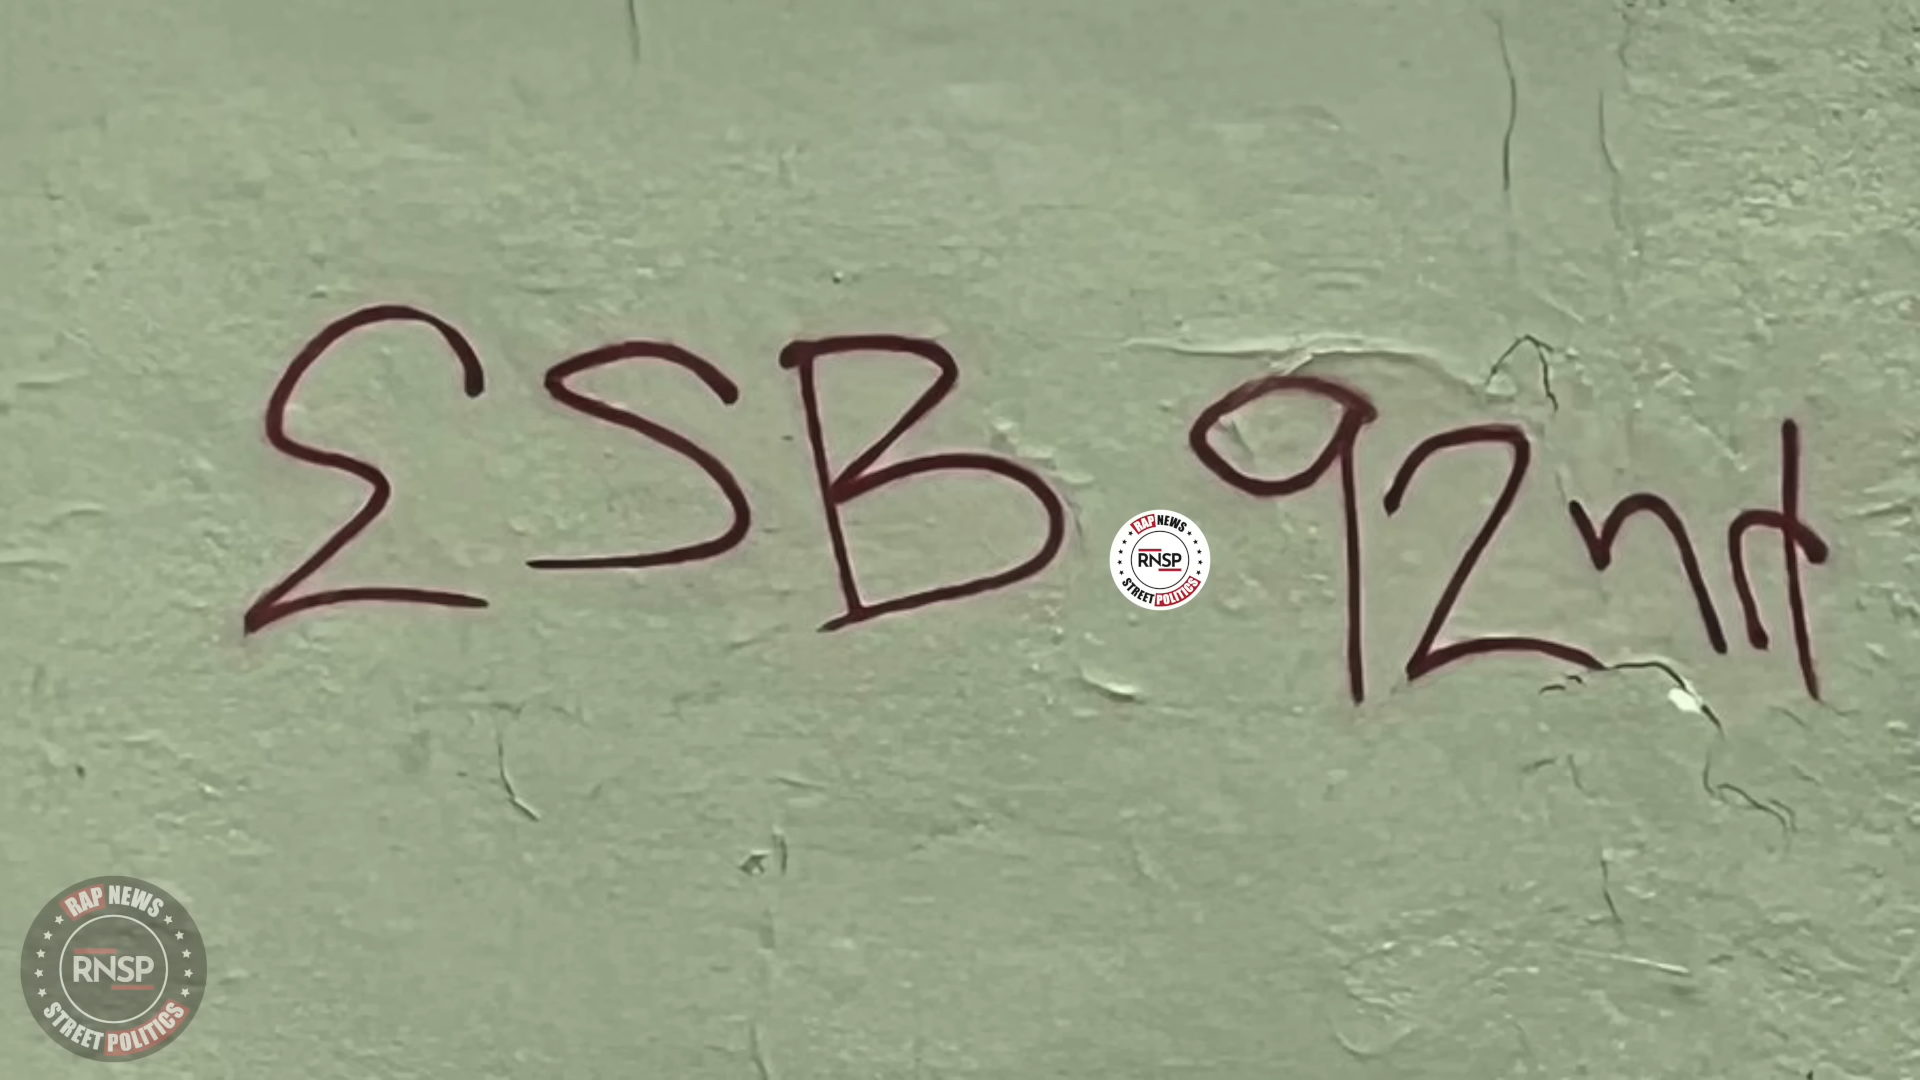 ESB 92nd
RAP NEWS
RNSP
STREET POLITICS
RAP NEWS
RNSP
STREET POLITICS